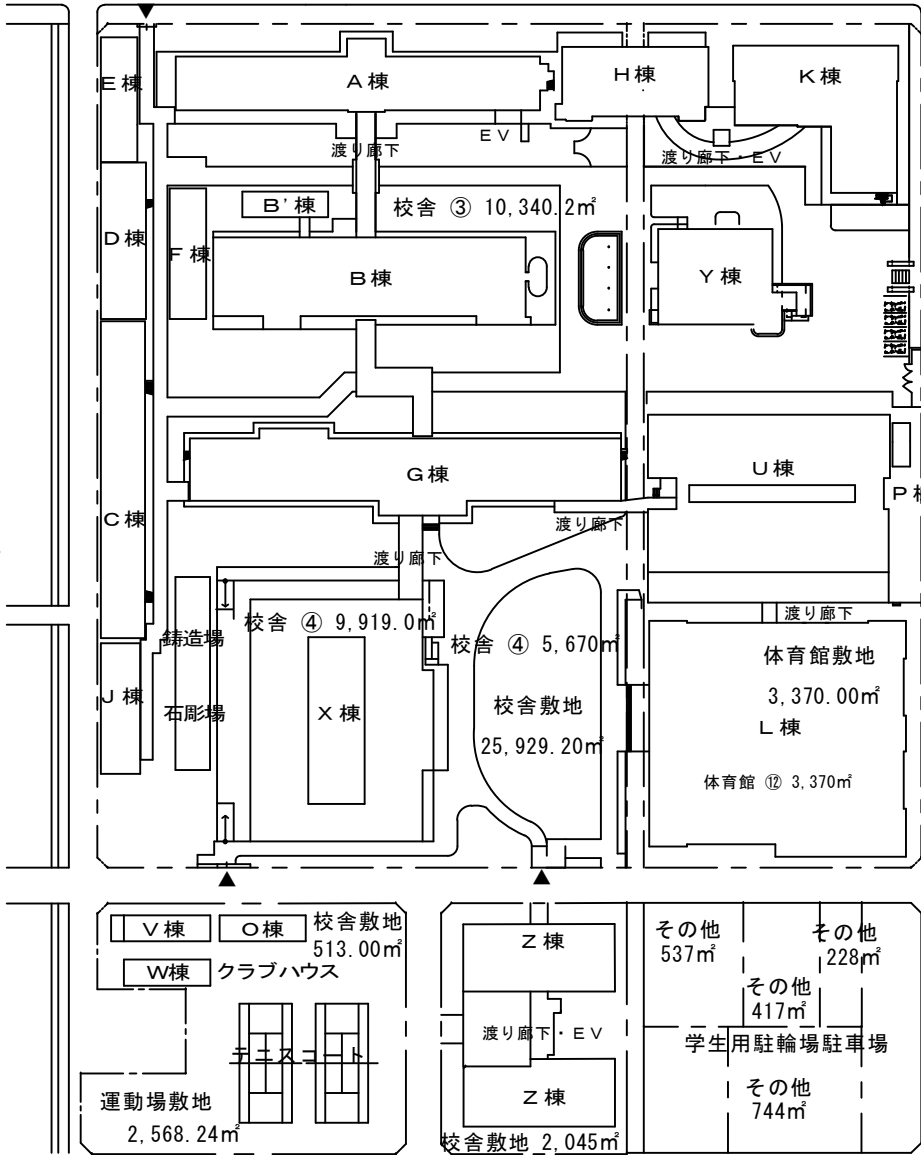 E棟
A棟
H棟
K棟
EV
渡り廊下
渡り廊下・EV
B'棟
校舎 ③ 10,340.2㎡
D棟
F棟
B棟
Y棟
G棟
U棟
C棟
P棟
渡り廊下
渡り廊下
渡り廊下
鋳造場
校舎 ④ 9,919.0㎡
校舎 ④ 5,670㎡
体育館敷地
3,370.00㎡
J棟
石彫場
X棟
校舎敷地
25,929.20㎡
L棟
体育館 ⑫ 3,370㎡
V棟
O棟
校舎敷地
513.00㎡
W棟
クラブハウス
Z棟
その他
537㎡
その他
228㎡
その他
417㎡
テニスコート
渡り廊下・EV
学生用駐輪場駐車場
運動場敷地
2,568.24㎡
Z棟
その他
744㎡
校舎敷地 2,045㎡